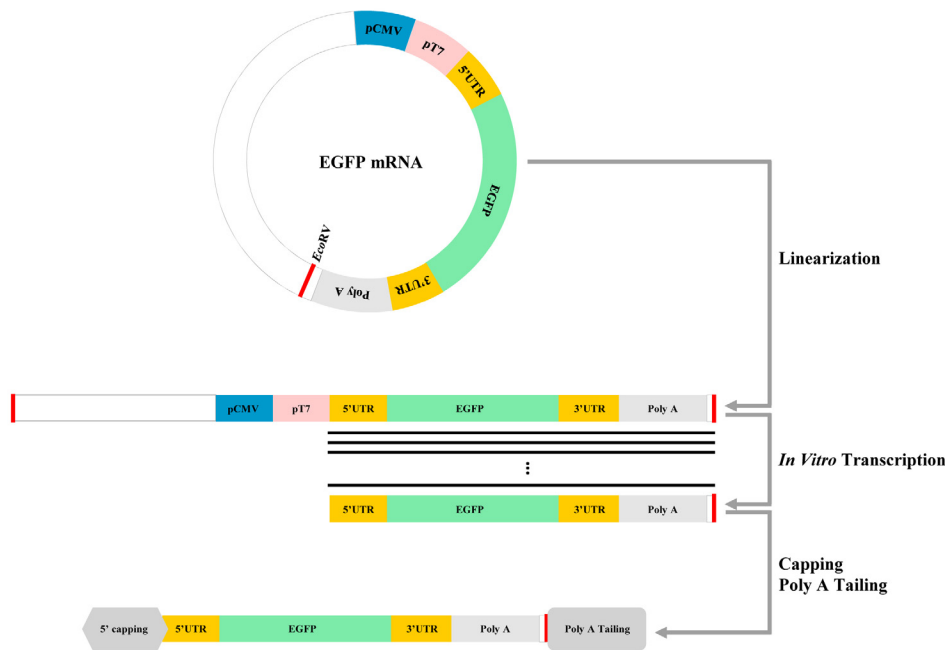 pCMV
pT7
5’UTR
EGFP
3’UTR
Poly A
EcoRV
EGFP mRNA
Linearization
pCMV pT7 5’UTR EGFP 3’UTR Poly A
In Vitro Transcription
⋮
5’UTR EGFP 3’UTR Poly A
Capping
Poly A Tailing
5’ capping 5’UTR EGFP 3’UTR Poly A Poly A Tailing